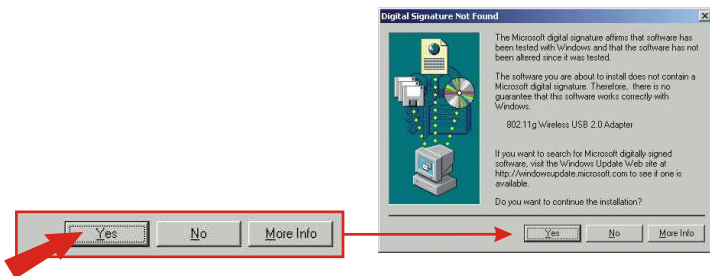 Digital Signature Not Found
The Microsoft digital signature affirms that software has
been tested with Windows and that the software has not
been altered since it was tested.
The software you are about to install does not contain a
Microsoft digital signature. Therefore, there is no
guarantee that this software works correctly with
Windows.
802.11g Wireless USB 2.0 Adapter
If you want to search for Microsoft digitally signed
software, visit the Windows Update Web site at
http://windowsupdate.microsoft.com to see if one is
available.
Do you want to continue the installation?
Yes No More Info
Yes No More Info